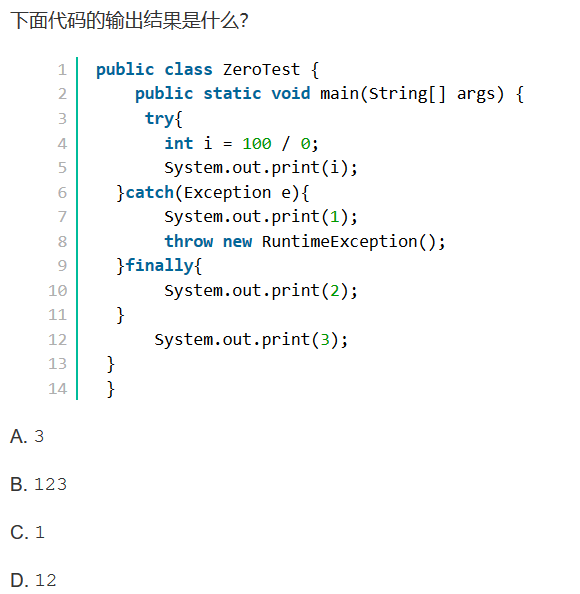 下面代码的输出结果是什么?
1 public class ZeroTest {
2 public static void main(String[] args) {
3 try{
4 int i = 100 / 0;
5 System.out.print(i);
6 }catch(Exception e){
7 System.out.print(1);
8 throw new RuntimeException();
9 }finally{
10 System.out.print(2);
11 }
12 System.out.print(3);
13 }
14 }
A. 3
B. 123
C. 1
D. 12